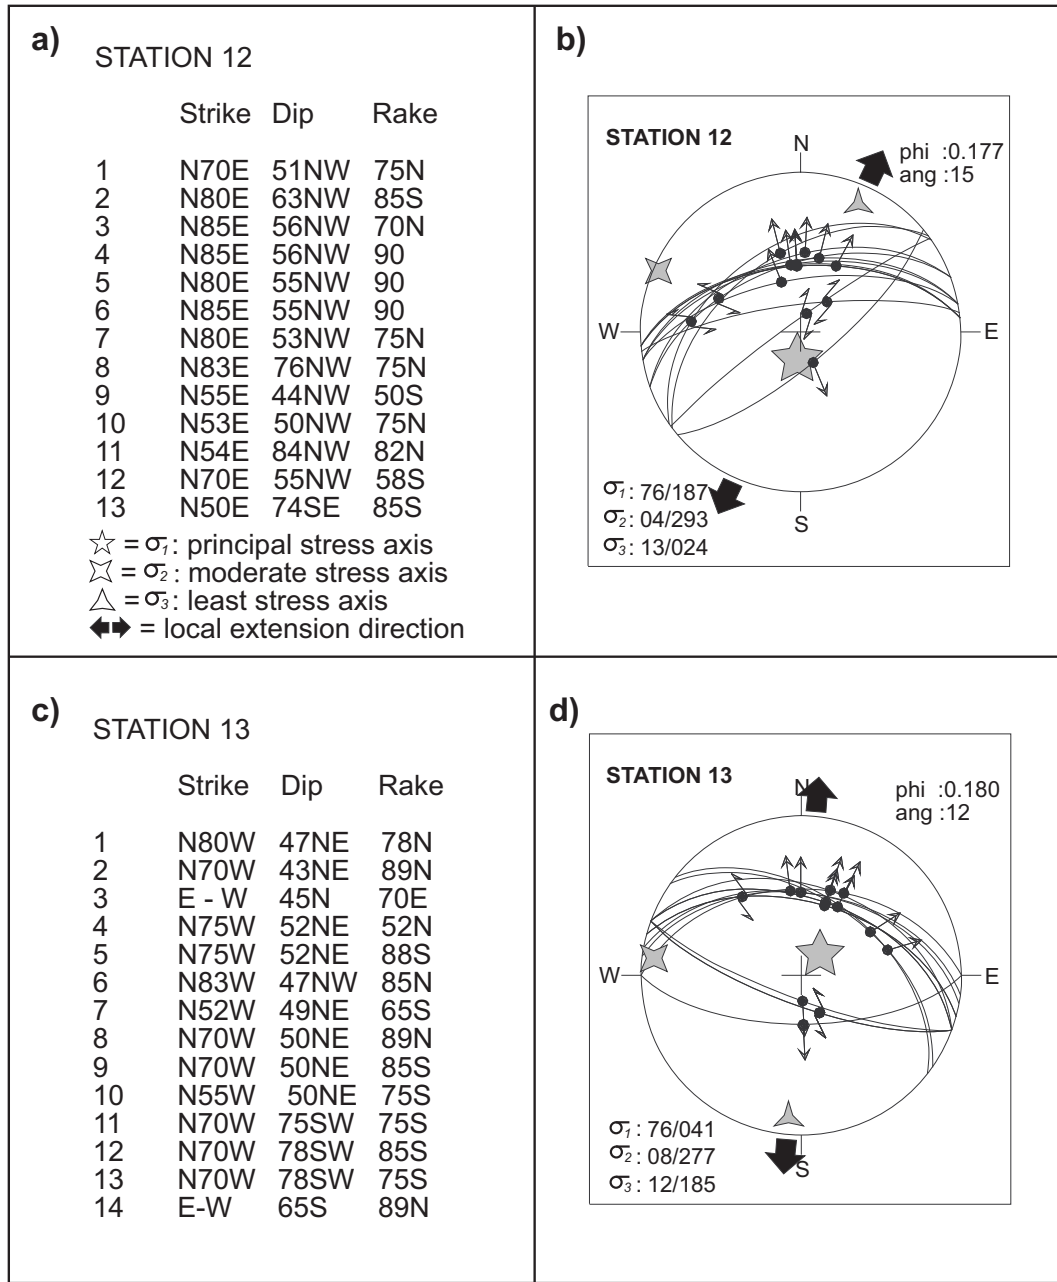 a)
STATION 12
Strike Dip Rake
1 N70E 51NW 75N
2 N80E 63NW 85S
3 N85E 56NW 70N
4 N85E 56NW 90
5 N80E 55NW 90
6 N85E 55NW 90
7 N80E 53NW 75N
8 N83E 76NW 75N
9 N55E 44NW 50S
10 N53E 50NW 75N
11 N54E 84NW 82N
12 N70E 55NW 58S
13 N50E 74SE 85S
= σ1: principal stress axis
= σ2: moderate stress axis
= σ3: least stress axis
= local extension direction
b)
STATION 12
N
phi :0.177
ang :15
W
E
σ1: 76/187
σ2: 04/293
σ3: 13/024
S
c)
STATION 13
Strike Dip Rake
1 N80W 47NE 78N
2 N70W 43NE 89N
3 E - W 45N 70E
4 N75W 52NE 52N
5 N75W 52NE 88S
6 N83W 47NW 85N
7 N52W 49NE 65S
8 N70W 50NE 89N
9 N70W 50NE 85S
10 N55W 50NE 75S
11 N70W 75SW 75S
12 N70W 78SW 85S
13 N70W 78SW 75S
14 E-W 65S 89N
d)
STATION 13
N
phi :0.180
ang :12
W
E
σ1: 76/041
σ2: 08/277
σ3: 12/185
S